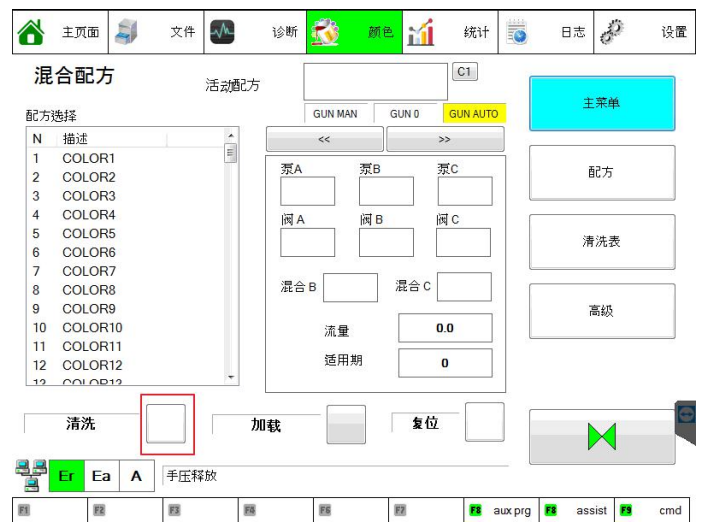 主页面 文件 诊断 颜色 统计 日志 设置
混合配方
活动配方
C1
GUN MAN GUN 0 GUN AUTO
主菜单
配方选择
<< >>
N 描述
1 COLOR1
2 COLOR2
3 COLOR3
4 COLOR4
5 COLOR5
6 COLOR6
7 COLOR7
8 COLOR8
9 COLOR9
10 COLOR10
11 COLOR11
12 COLOR12
13 COLOR13
泵A 泵B 泵C
阀 A 阀 B 阀 C
混合 B 混合 C
流量 0.0
适用期 0
配方
清洗表
高级
清洗 加载 复位
Er Ea A 手压释放
F1 F2 F3 F4 F6 F7 F8 aux prg F8 assist F9 cmd